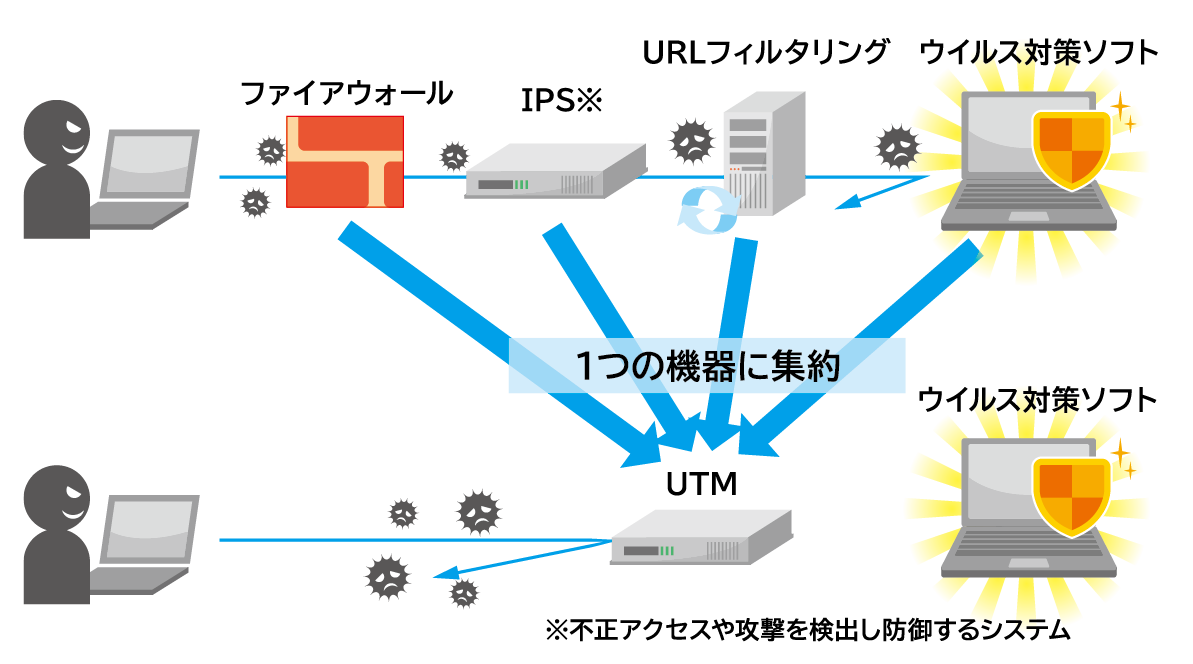 ファイアウォール
IPS※
URLフィルタリング
ウイルス対策ソフト
1つの機器に集約
ウイルス対策ソフト
UTM
※不正アクセスや攻撃を検出し防御するシステム